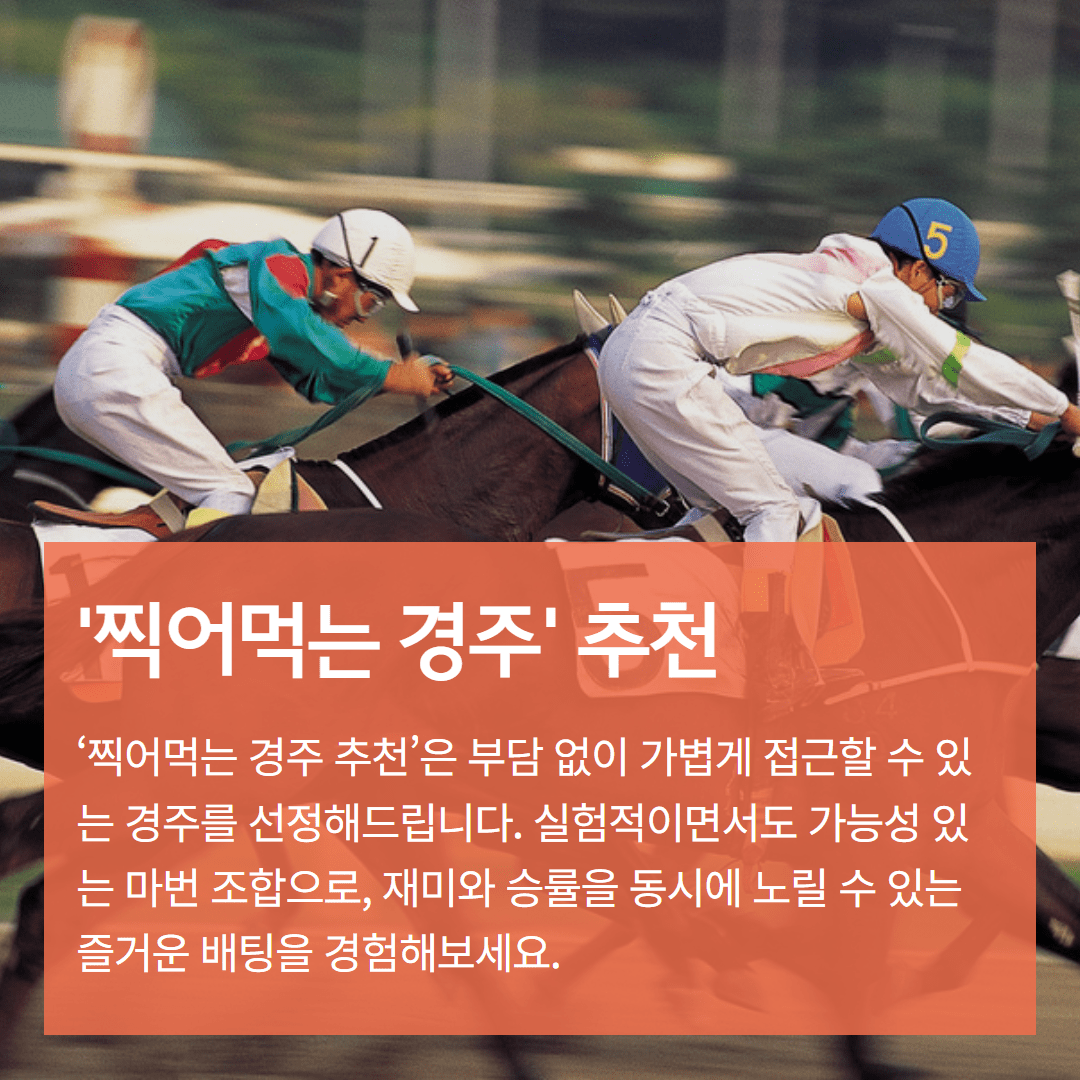 1
5
'찍어먹는 경주' 추천
‘찍어먹는 경주 추천’은 부담 없이 가볍게 접근할 수 있
는 경주를 선정해드립니다. 실험적이면서도 가능성 있
는 마번 조합으로, 재미와 승률을 동시에 노릴 수 있는
즐거운 배팅을 경험해보세요.